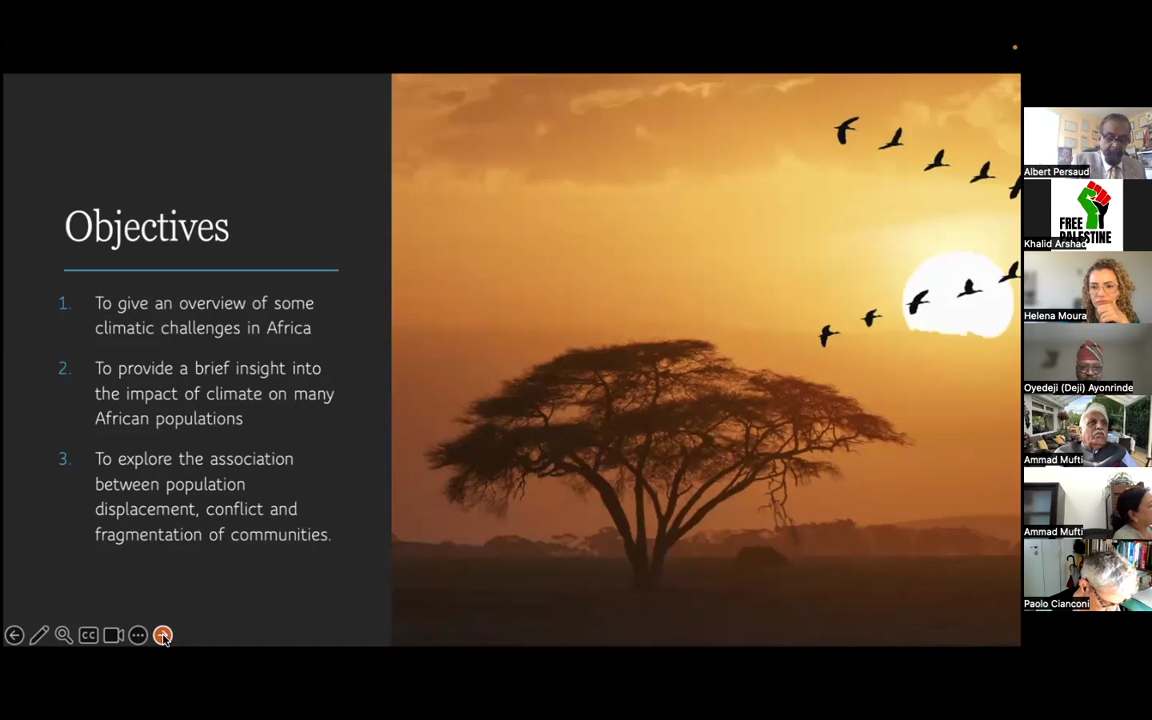 Objectives
1. To give an overview of some
climatic challenges in Africa
2. To provide a brief insight into
the impact of climate on many
African populations
3. To explore the association
between population
displacement, conflict and
fragmentation of communities.
CC
Albert Persaud
FREE
PALESTINE
Khalid Arshad
Helena Moura
Oyedeji (Deji) Ayonrinde
Ammad Mufti
Ammad Mufti
Paolo Cianconi